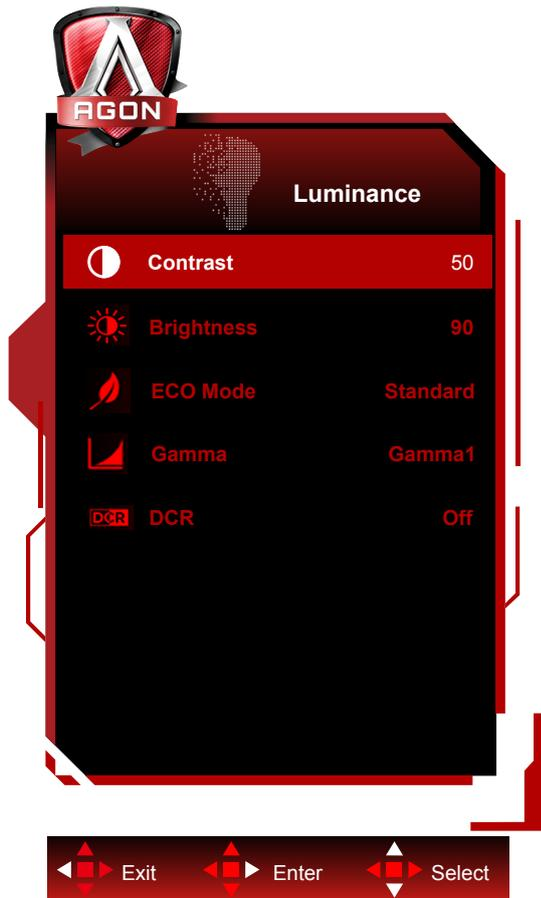 AGON
Luminance
Contrast 50
Brightness 90
ECO Mode Standard
Gamma Gamma1
DCR DCR Off
Exit Enter Select